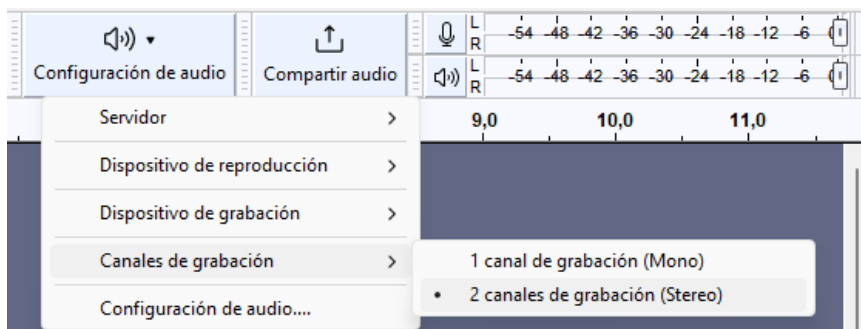 L
R
-54 -48 -42 -36 -30 -24 -18 -12 -6
Configuración de audio
Compartir audio
L
R
-54 -48 -42 -36 -30 -24 -18 -12 -6
9,0 10,0 11,0
Servidor
Dispositivo de reproducción
Dispositivo de grabación
Canales de grabación
1 canal de grabación (Mono)
2 canales de grabación (Stereo)
Configuración de audio....